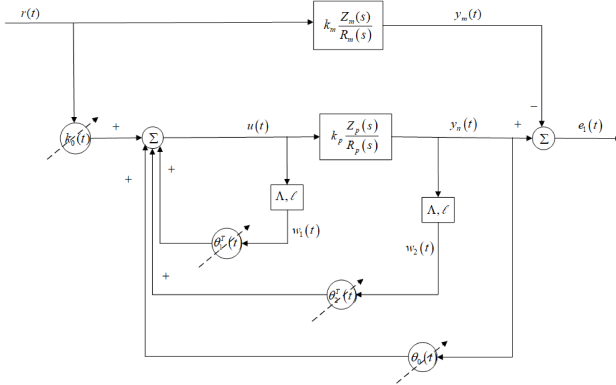 r(t)
k_m Z_m(s)/R_m(s)
y_m(t)
−
k_0(t)
+
Σ
u(t)
k_p Z_p(s)/R_p(s)
y_n(t)
+
Σ
e_1(t)
+
+
Λ, ℓ
Λ, ℓ
w_1(t)
θ_1^T(t)
w_2(t)
+
θ_2^T(t)
θ_0(t)